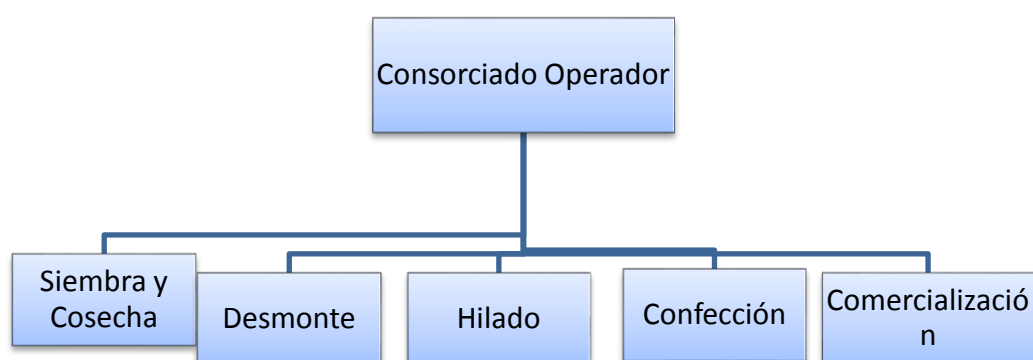 Consorciado Operador
Siembra y
Cosecha
Desmonte
Hilado
Confección
Comercializació
n